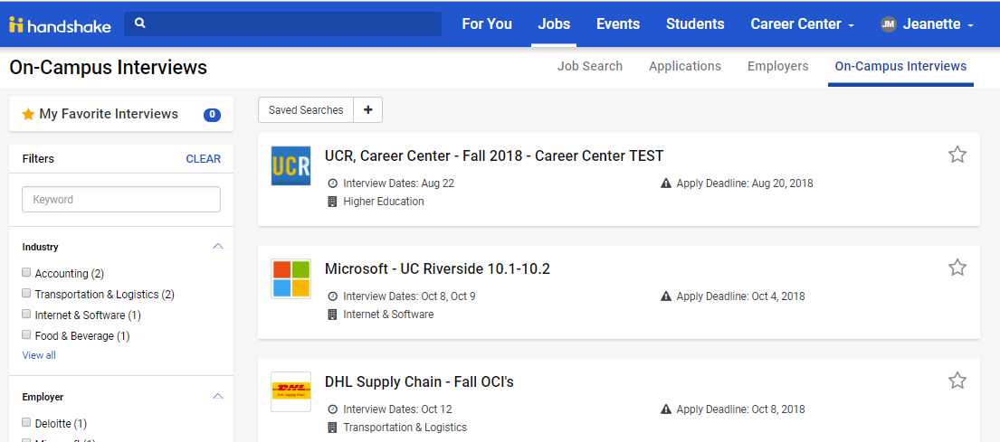 handshake
For You Jobs Events Students Career Center JM Jeanette
On-Campus Interviews
Job Search Applications Employers On-Campus Interviews
My Favorite Interviews 0
Filters CLEAR
Keyword
Industry
Accounting (2)
Transportation & Logistics (2)
Internet & Software (1)
Food & Beverage (1)
View all
Employer
Deloitte (1)
Saved Searches +
UCR
UCR, Career Center - Fall 2018 - Career Center TEST
Interview Dates: Aug 22 Apply Deadline: Aug 20, 2018
Higher Education
Microsoft - UC Riverside 10.1-10.2
Interview Dates: Oct 8, Oct 9 Apply Deadline: Oct 4, 2018
Internet & Software
DHL
DHL Supply Chain
DHL Supply Chain - Fall OCI's
Interview Dates: Oct 12 Apply Deadline: Oct 8, 2018
Transportation & Logistics